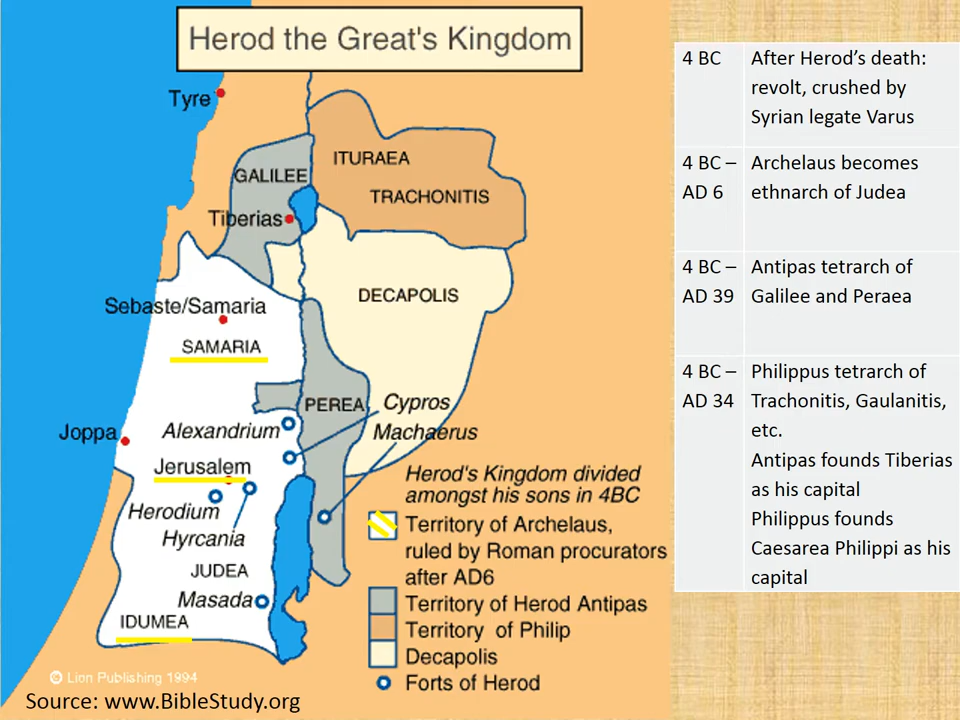 Herod the Great's Kingdom
Tyre
ITURAEA
GALILEE
TRACHONITIS
Tiberias
DECAPOLIS
Sebaste/Samaria
SAMARIA
PEREA
Cypros
Joppa
Alexandrium
Machaerus
Jerusalem
Herodium
Hyrcania
JUDEA
Masada
IDUMEA
Herod's Kingdom divided
amongst his sons in 4BC
Territory of Archelaus,
ruled by Roman procurators
after AD6
Territory of Herod Antipas
Territory of Philip
Decapolis
Forts of Herod
© Lion Publishing 1994
Source: www.BibleStudy.org
4 BC After Herod’s death:
revolt, crushed by
Syrian legate Varus
4 BC – Archelaus becomes
AD 6 ethnarch of Judea
4 BC – Antipas tetrarch of
AD 39 Galilee and Peraea
4 BC – Philippus tetrarch of
AD 34 Trachonitis, Gaulanitis,
etc.
Antipas founds Tiberias
as his capital
Philippus founds
Caesarea Philippi as his
capital